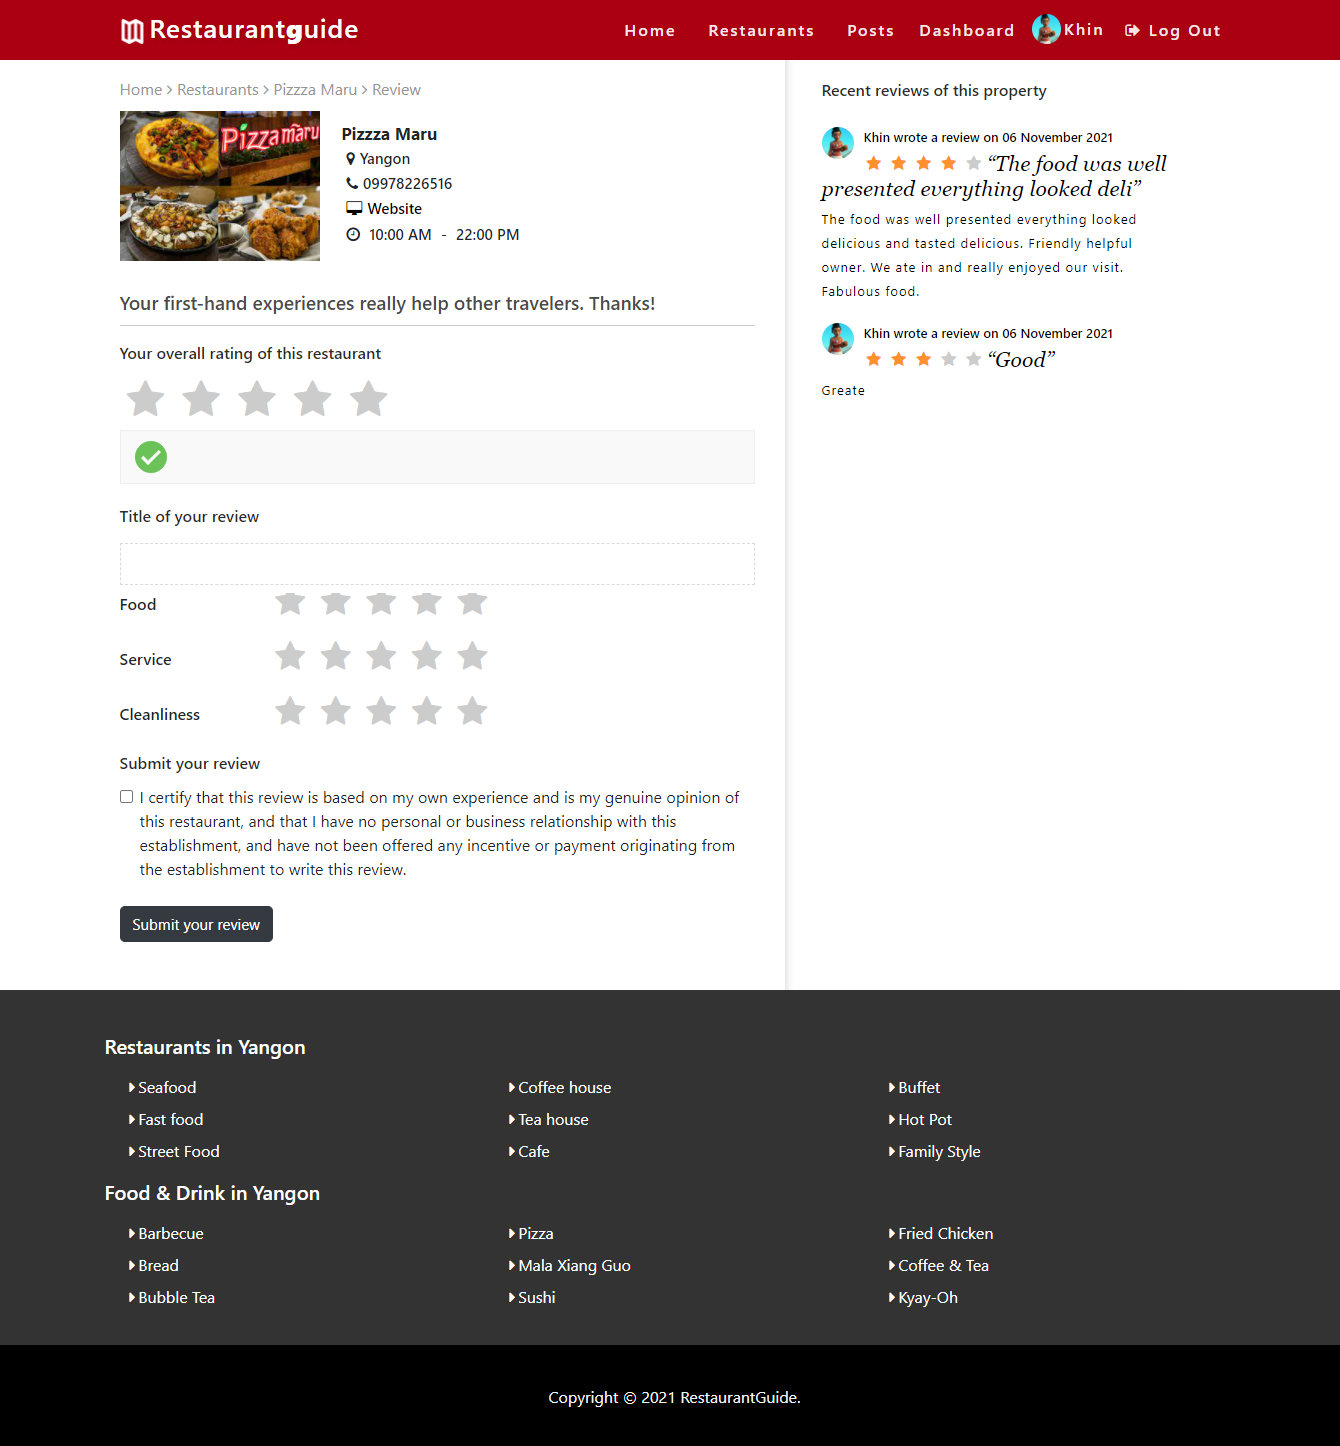 Restaurantguide
Home Restaurants Posts Dashboard Khin Log Out
Home > Restaurants > Pizzza Maru > Review
Pizza maru
Pizzza Maru
Yangon
09978226516
Website
10:00 AM - 22:00 PM
Your first-hand experiences really help other travelers. Thanks!
Your overall rating of this restaurant
Title of your review
Food
Service
Cleanliness
Submit your review
I certify that this review is based on my own experience and is my genuine opinion of
this restaurant, and that I have no personal or business relationship with this
establishment, and have not been offered any incentive or payment originating from
the establishment to write this review.
Submit your review
Recent reviews of this property
Khin wrote a review on 06 November 2021
“The food was well
presented everything looked deli”
The food was well presented everything looked
delicious and tasted delicious. Friendly helpful
owner. We ate in and really enjoyed our visit.
Fabulous food.
Khin wrote a review on 06 November 2021
“Good”
Greate
Restaurants in Yangon
Seafood Coffee house Buffet
Fast food Tea house Hot Pot
Street Food Cafe Family Style
Food & Drink in Yangon
Barbecue Pizza Fried Chicken
Bread Mala Xiang Guo Coffee & Tea
Bubble Tea Sushi Kyay-Oh
Copyright © 2021 RestaurantGuide.